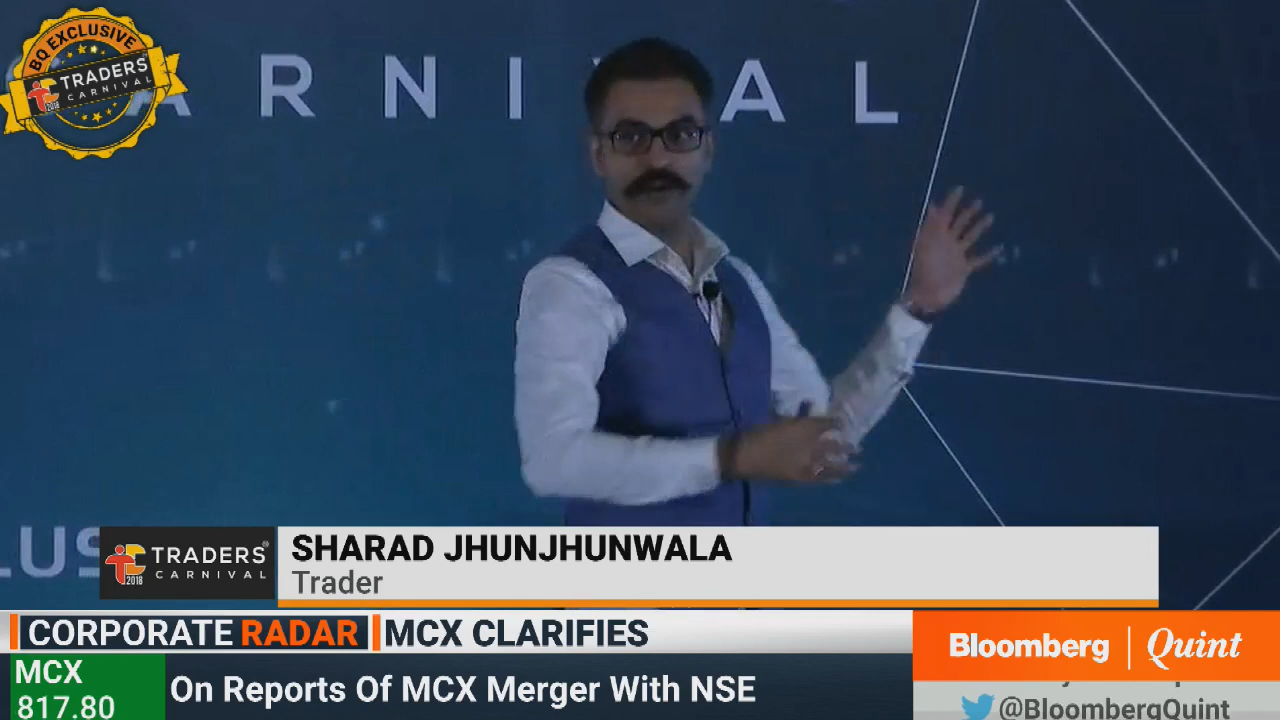 BQ EXCLUSIVE
TRADERS
CARNIVAL
2018
ARNIVAL
LUS
TRADERS
CARNIVAL
2018
SHARAD JHUNJHUNWALA
Trader
CORPORATE RADAR MCX CLARIFIES
Bloomberg Quint
MCX
817.80
On Reports Of MCX Merger With NSE
@BloombergQuint